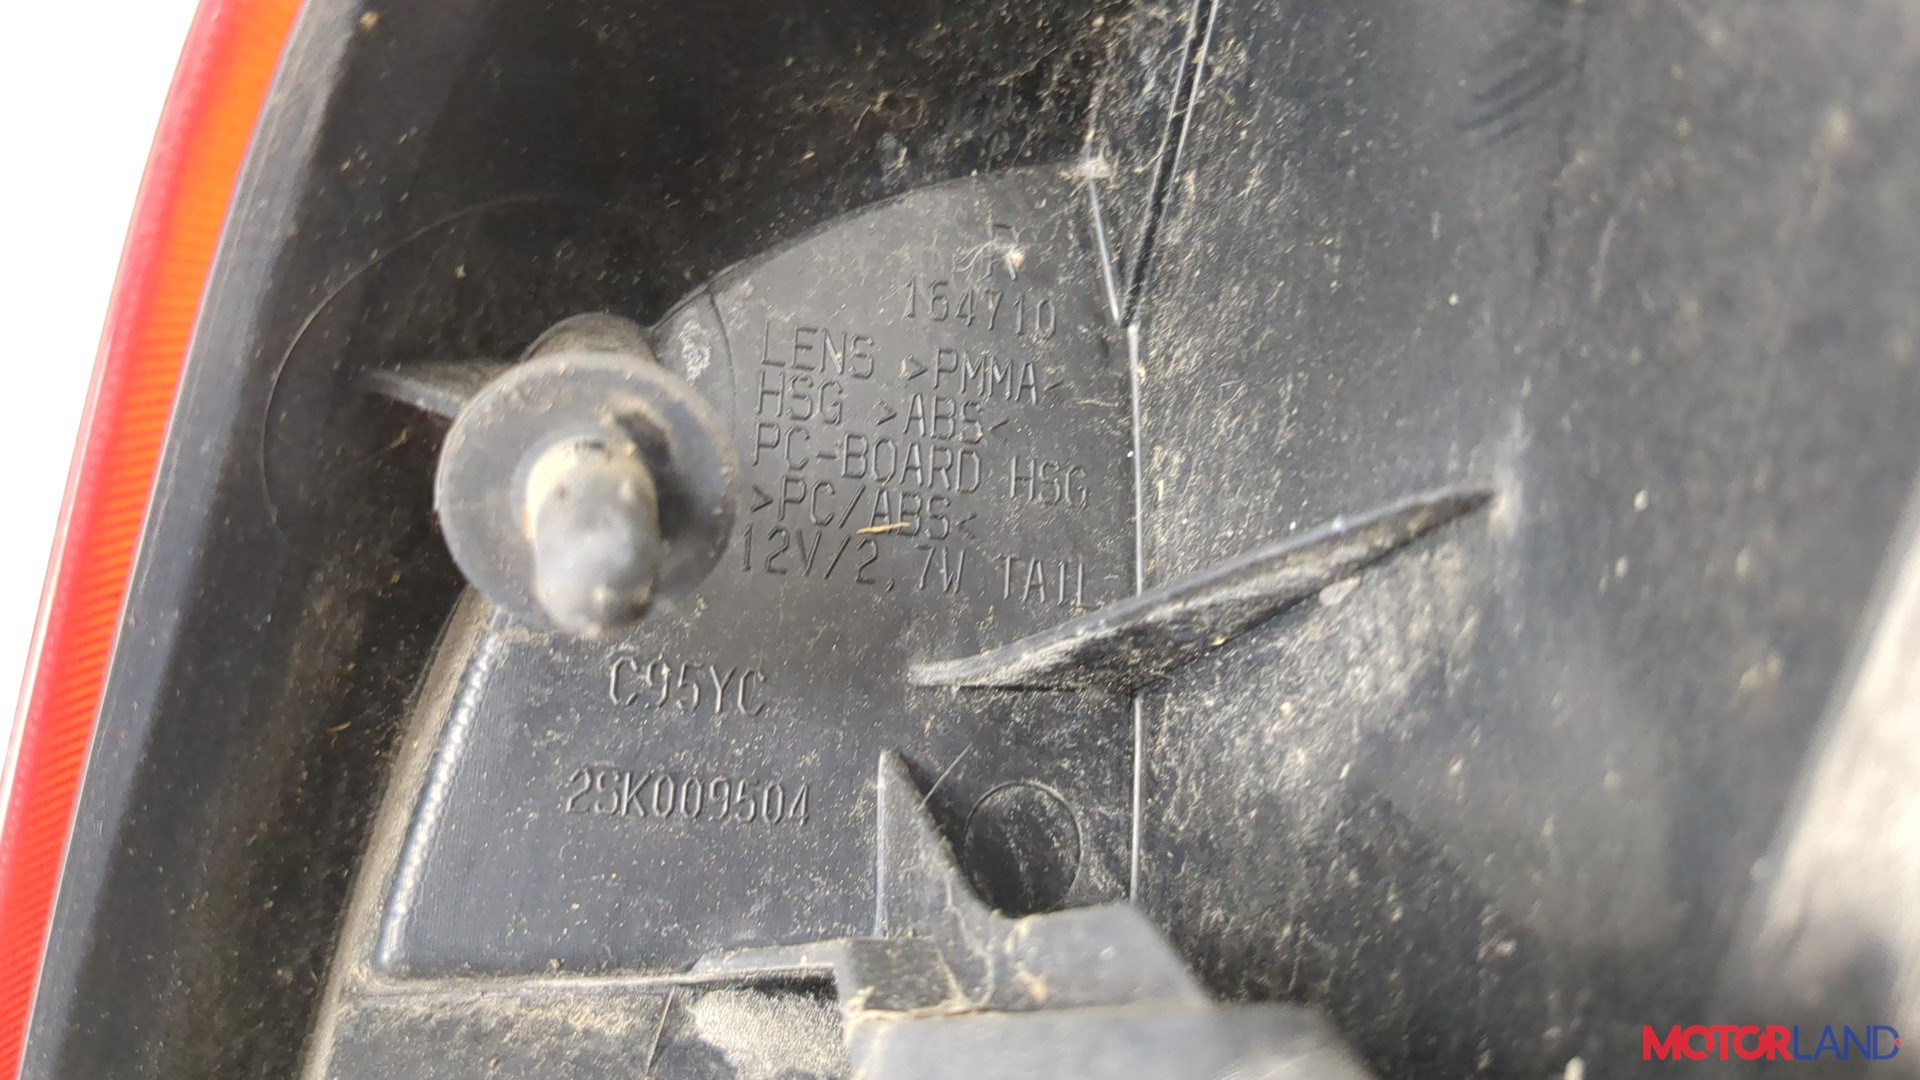 R
164710
LENS >PMMA<
HSG >ABS<
PC-BOARD HSG
>PC/ABS<
12V/2,7W TAIL
C95YC
2SK009504
MOTORLAND